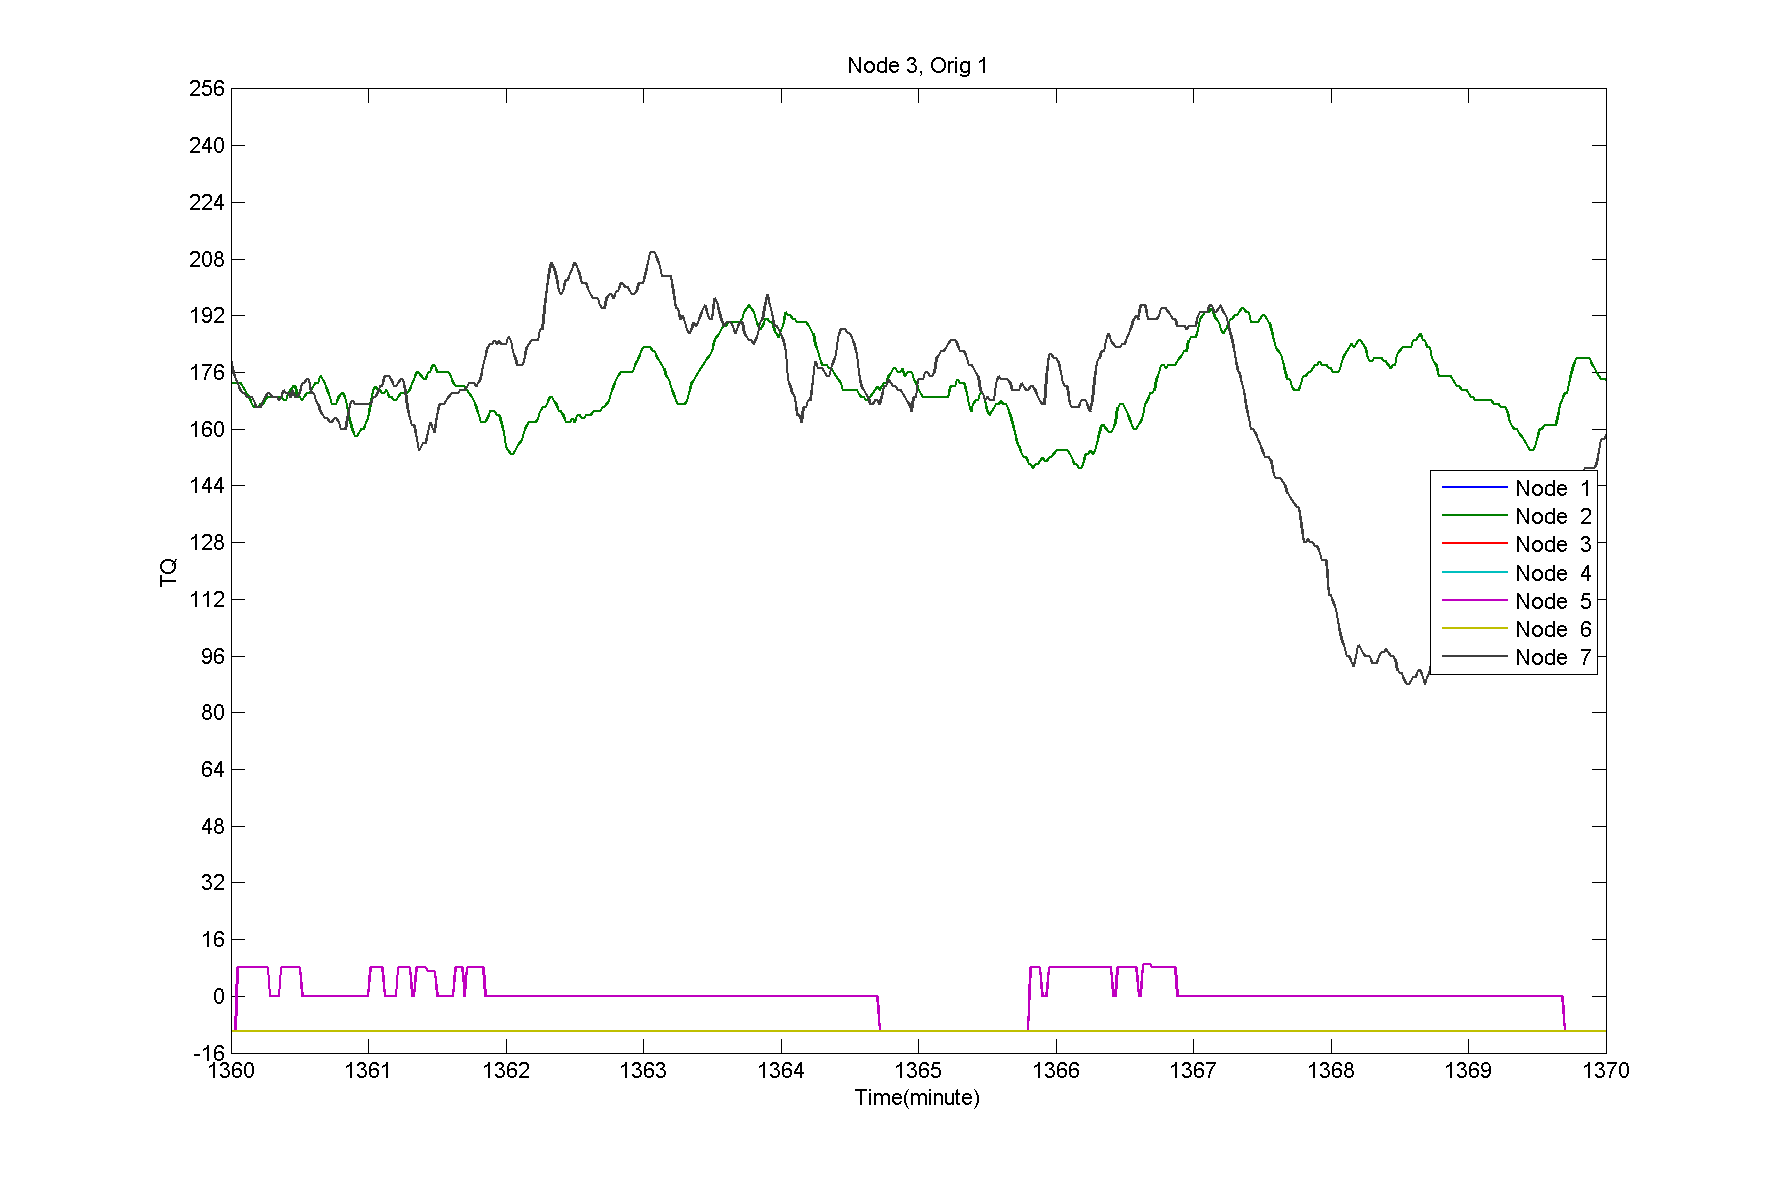 Node 3, Orig 1
256
240
224
208
192
176
160
144
128
112
96
80
64
48
32
16
0
-16
TQ
Node 1
Node 2
Node 3
Node 4
Node 5
Node 6
Node 7
1360 1361 1362 1363 1364 1365 1366 1367 1368 1369 1370
Time(minute)